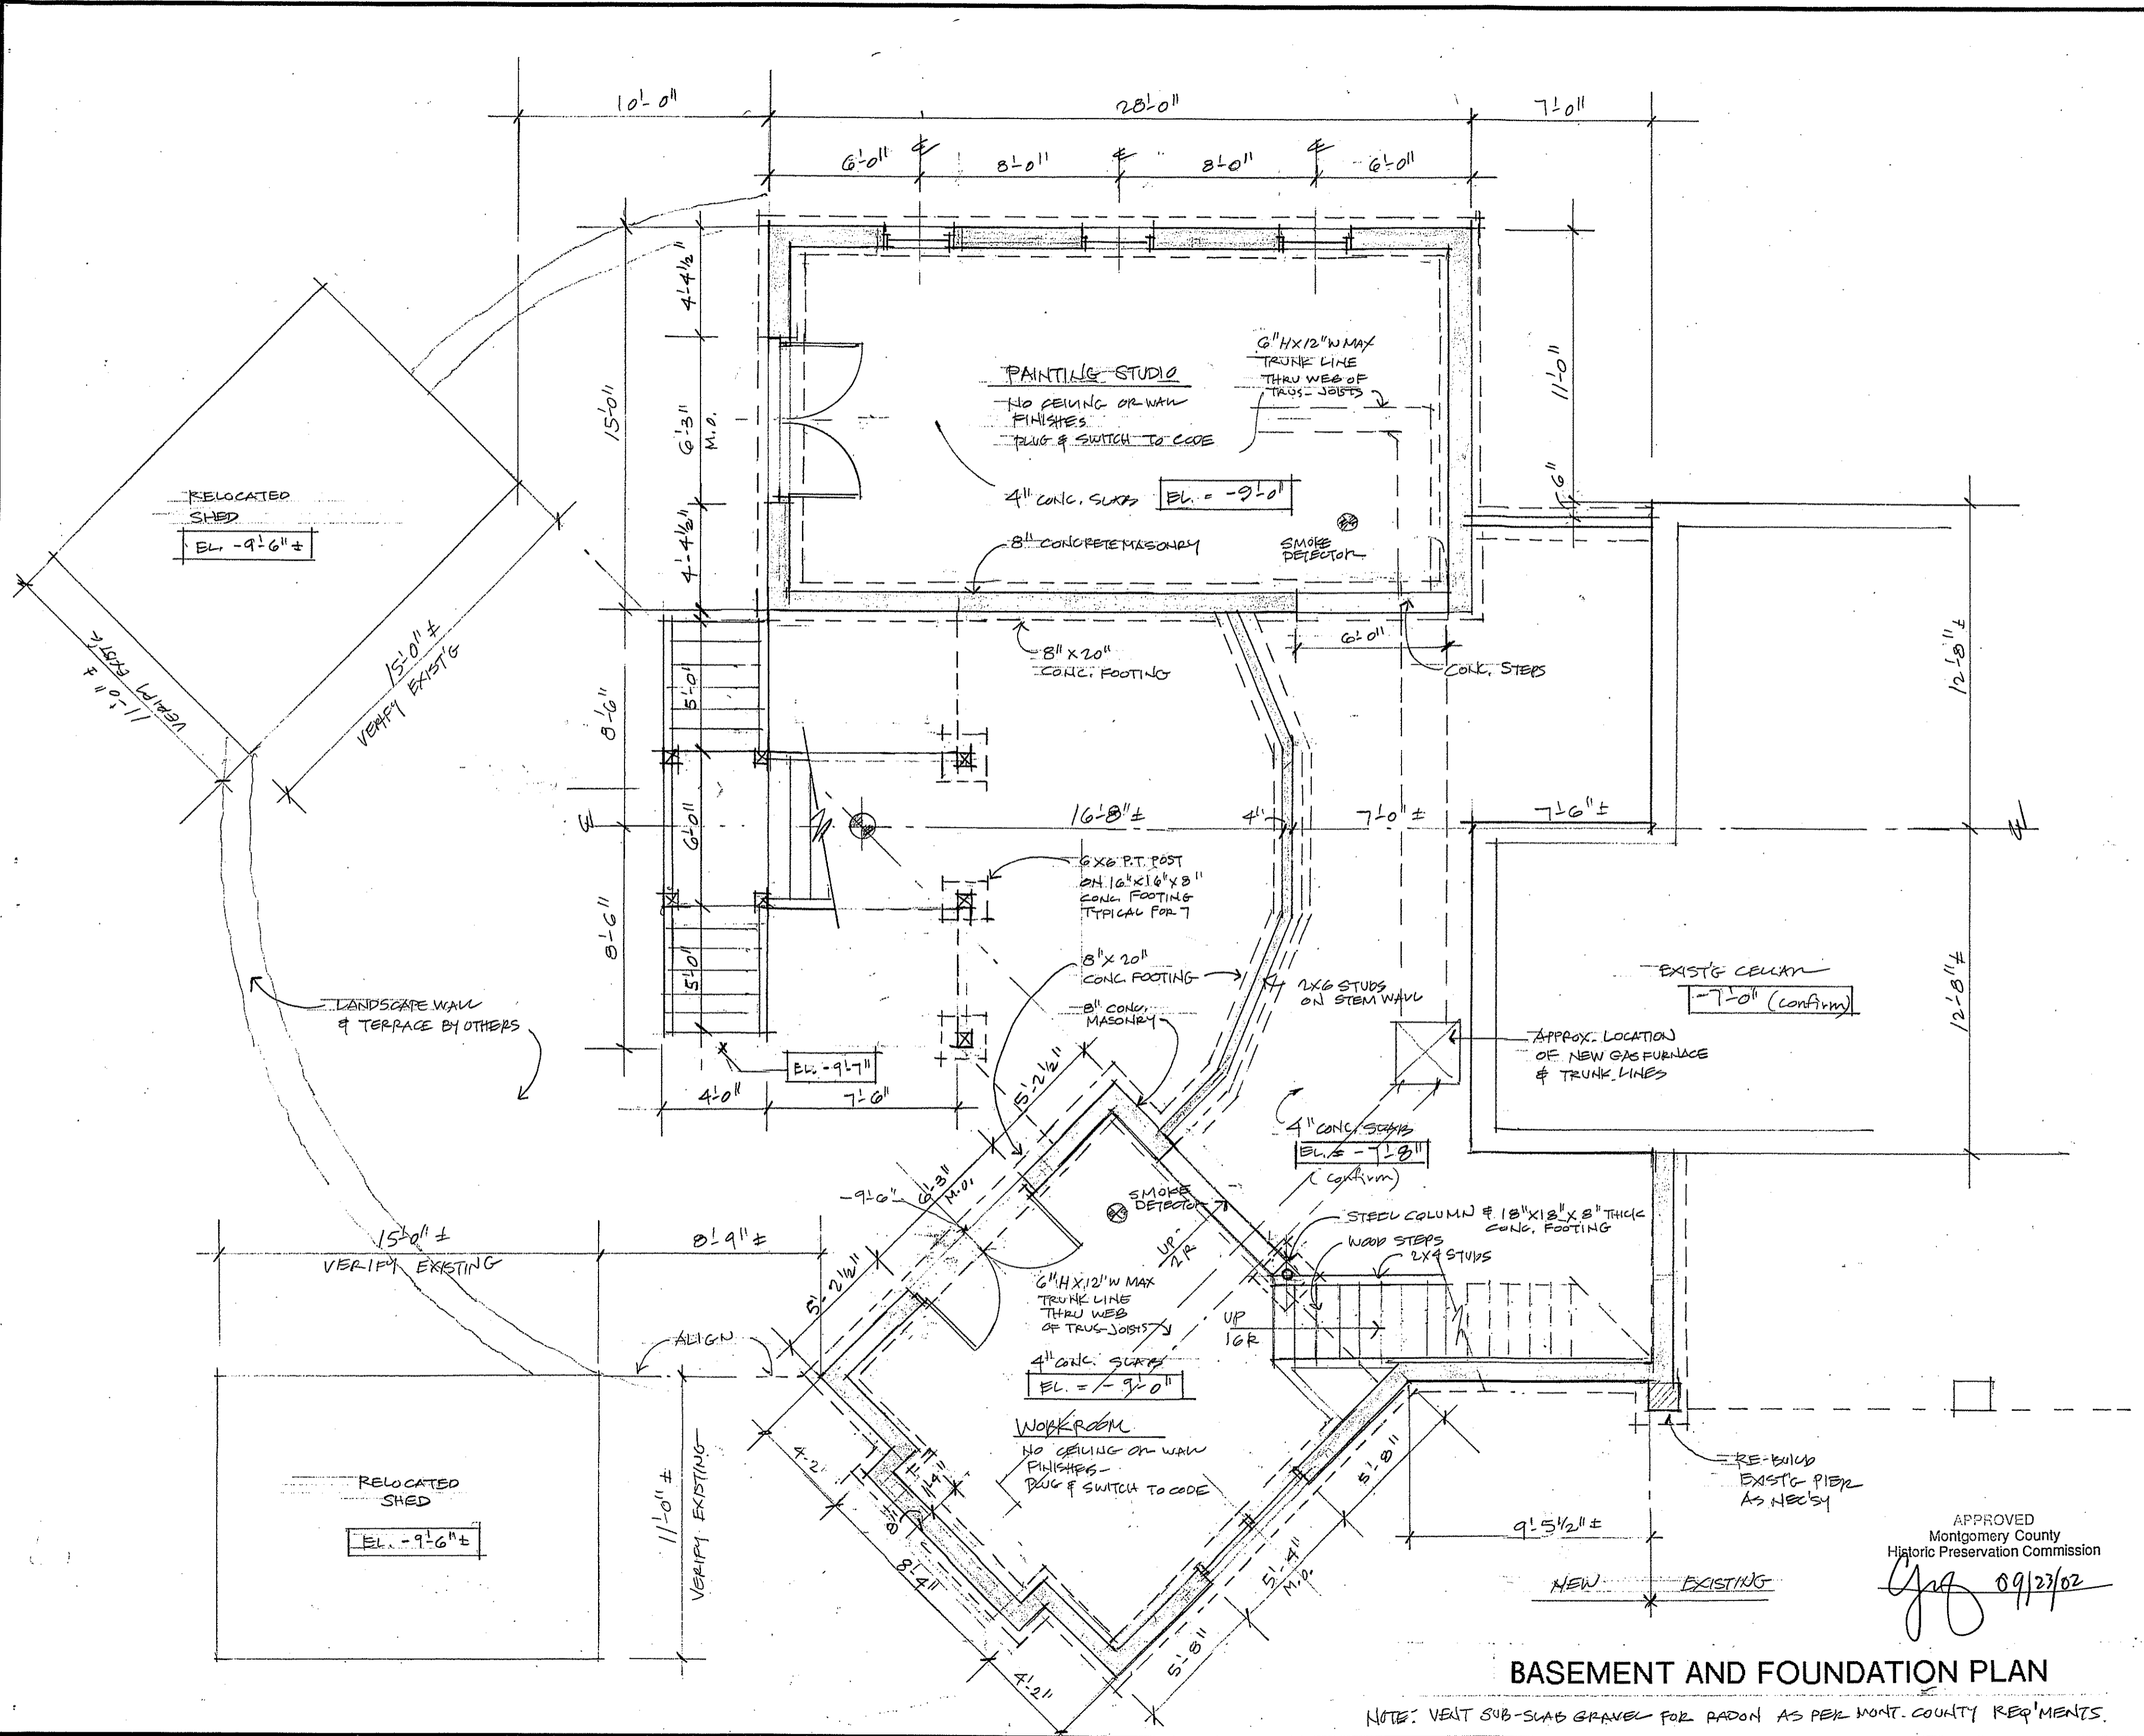 10'-0"
28'-0"
7'-0"
6'-0"
8'-0"
8'-0"
6'-0"
4'-4½"
15'-0"
6'-3"
M.O.
4'-4½"
11'-0"
6"
PAINTING STUDIO
NO CEILING OR WALL
FINISHES
PLUG & SWITCH TO CODE
6"H X 12"W MAX
TRUNK LINE
THRU WEB OF
TRUS-JOISTS
4" CONC. SLAB
EL. = -9'-0"
8" CONCRETE MASONRY
SMOKE
DETECTOR
RELOCATED
SHED
EL. -9'-6" ±
11'-0" ±
VERIFY EXIST'G
15'-0" ±
VERIFY EXIST'G
8" X 20"
CONC. FOOTING
6'-0"
CONC. STEPS
12'-8" ±
8'-6"
5'-0"
6'-0"
16'-8" ±
4"
7'-0" ±
7'-6" ±
6X6 P.T. POST
ON 16"X16"X8"
CONC. FOOTING
TYPICAL FOR 7
8'-6"
5'-0"
8" X 20"
CONC. FOOTING
8" CONC.
MASONRY
2X6 STUDS
ON STEM WALL
EXIST'G CELLAR
-7'-0" (confirm)
12'-8" ±
LANDSCAPE WALL
& TERRACE BY OTHERS
APPROX. LOCATION
OF NEW GAS FURNACE
& TRUNK LINES
EL. -9'-7"
4'-0"
7'-6"
5'-2½"
4" CONC. SLAB
EL. = -7'-8"
(confirm)
-9'-6"
6'-3"
M.O.
SMOKE
DETECTOR
UP
2R
STEEL COLUMN & 18"X18"X8" THICK
CONC. FOOTING
WOOD STEPS
2X4 STUDS
15'-0" ±
VERIFY EXISTING
8'-9" ±
5'-2½"
6"H X 12"W MAX
TRUNK LINE
THRU WEB
OF TRUS-JOISTS
UP
16R
ALIGN
4" CONC. SLAB
EL. = -9'-0"
WORKROOM
NO CEILING OR WALL
FINISHES-
PLUG & SWITCH TO CODE
4'-2"
1'-4"
8"
8'-4"
4'-2"
5'-8"
5'-4"
M.O.
5'-8"
RELOCATED
SHED
EL. -9'-6" ±
11'-0" ±
VERIFY EXISTING
RE-BUILD
EXIST'G PIER
AS NEC'SY
9'-5½" ±
NEW
EXISTING
APPROVED
Montgomery County
Historic Preservation Commission
09/23/02
BASEMENT AND FOUNDATION PLAN
NOTE: VENT SUB-SLAB GRAVEL FOR RADON AS PER MONT. COUNTY REQ'MENTS.